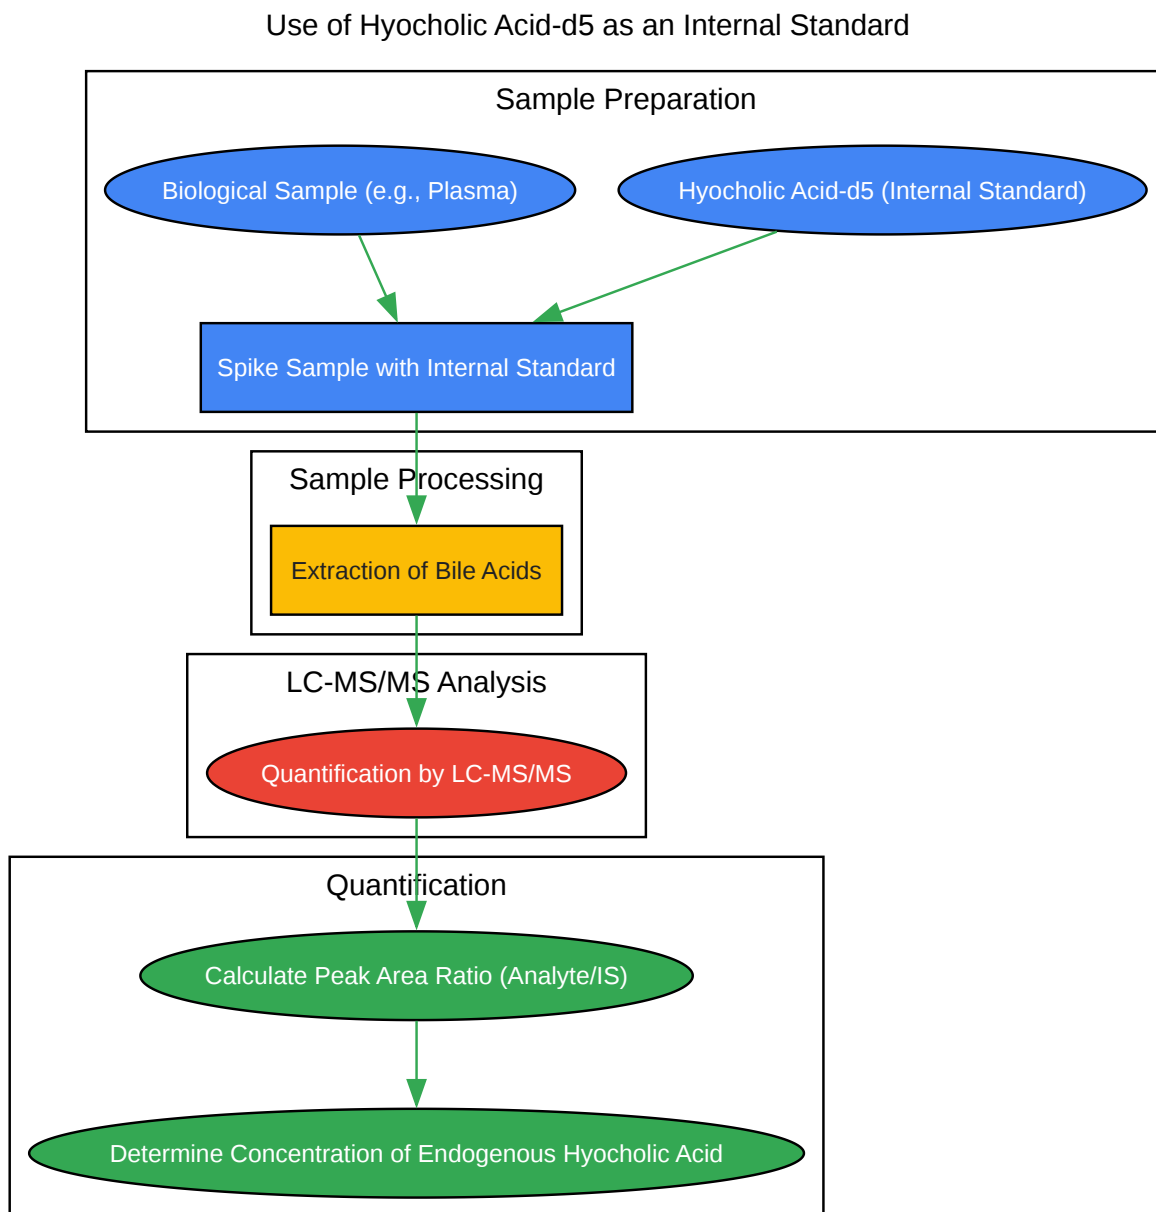 Use of Hyocholic Acid-d5 as an Internal Standard
Sample Preparation
Biological Sample (e.g., Plasma)
Hyocholic Acid-d5 (Internal Standard)
Spike Sample with Internal Standard
Sample Processing
Extraction of Bile Acids
LC-MS/MS Analysis
Quantification by LC-MS/MS
Quantification
Calculate Peak Area Ratio (Analyte/IS)
Determine Concentration of Endogenous Hyocholic Acid